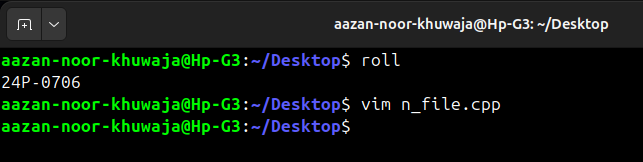 aazan-noor-khuwaja@Hp-G3: ~/Desktop
aazan-noor-khuwaja@Hp-G3:~/Desktop$ roll
24P-0706
aazan-noor-khuwaja@Hp-G3:~/Desktop$ vim n_file.cpp
aazan-noor-khuwaja@Hp-G3:~/Desktop$